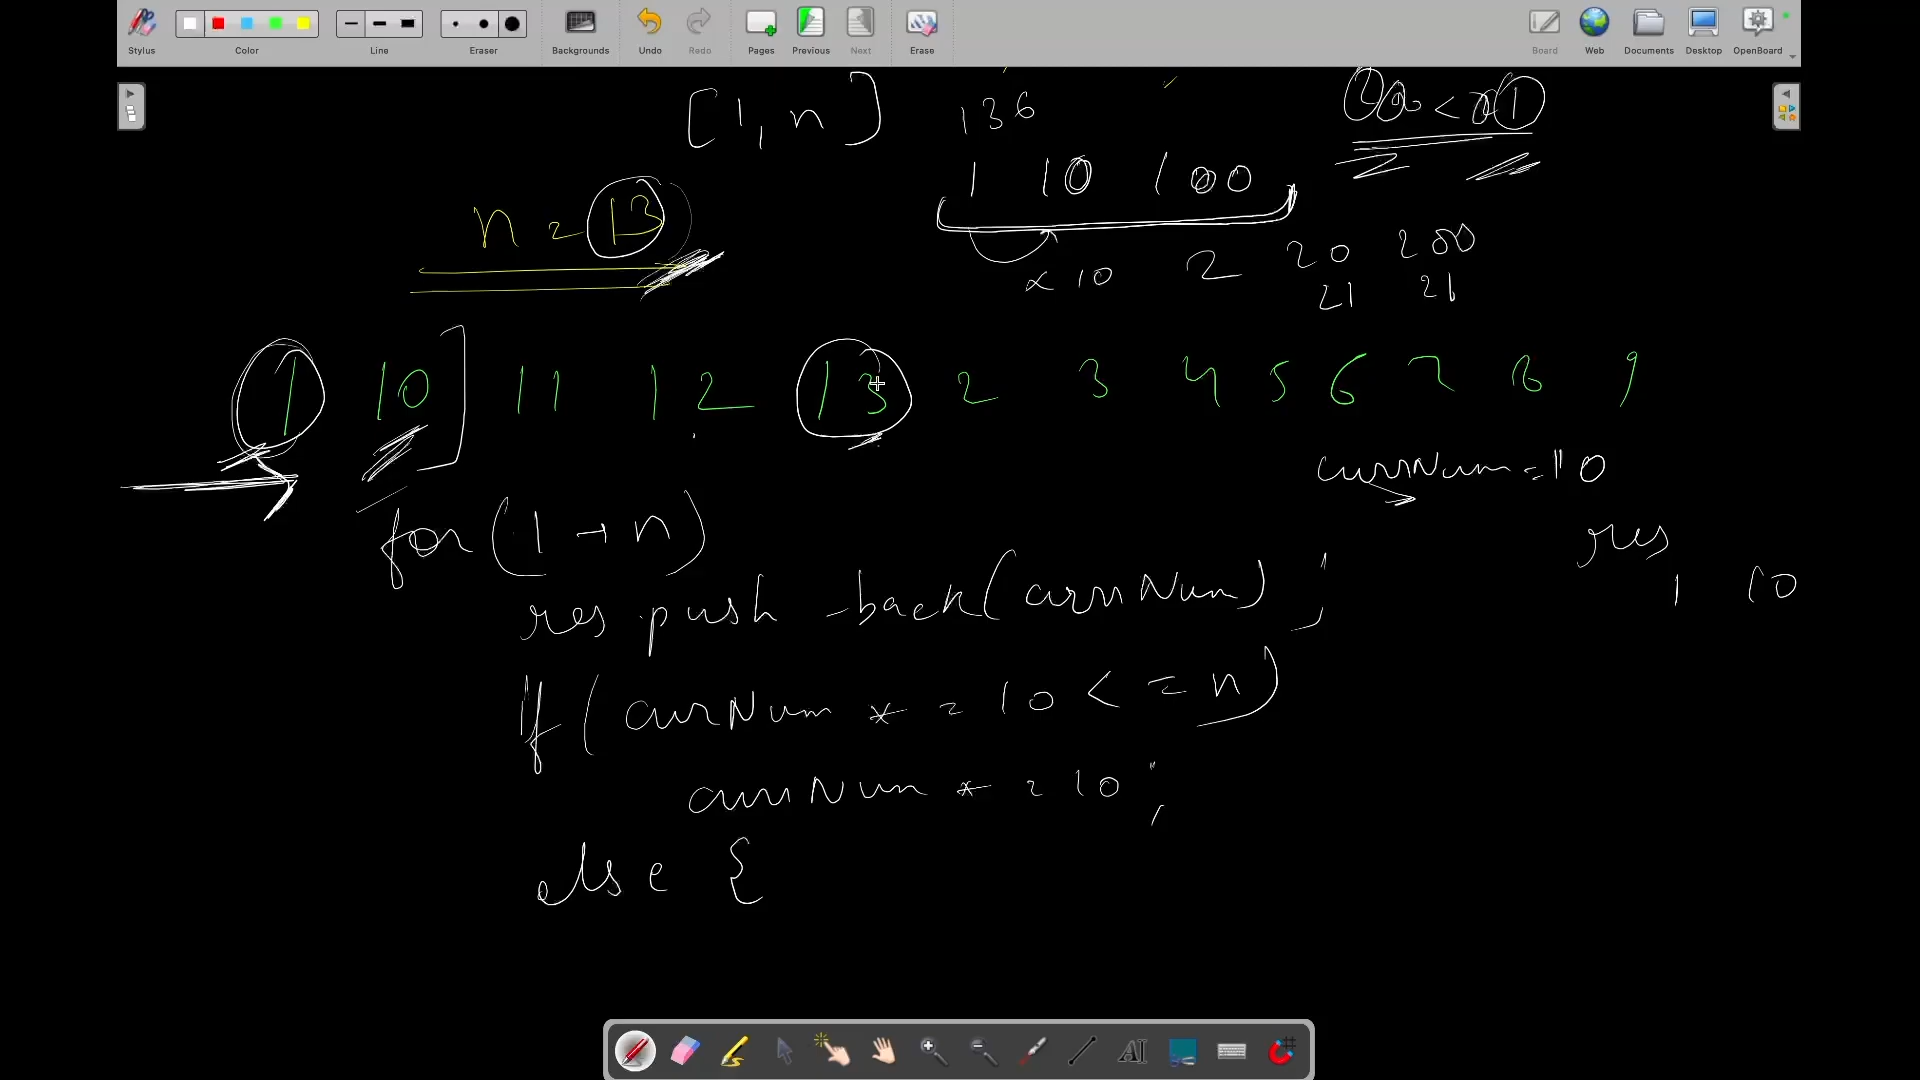 Stylus Color Line Eraser Backgrounds Undo Redo Pages Previous Next Erase Board Web Documents Desktop OpenBoard
[1, n]
136
1 10 100
n = 13
x 10 2 20 200
21 21
1 10 11 12 13 2 3 4 5 6 7 8 9
currNum = 10
for (1 → n)
res
1 10
res.push_back(currNum);
if (currNum *= 10 <= n)
currNum *= 10;
else {